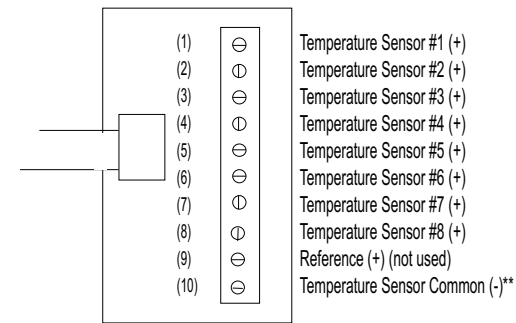 (1) Temperature Sensor #1 (+)
(2) Temperature Sensor #2 (+)
(3) Temperature Sensor #3 (+)
(4) Temperature Sensor #4 (+)
(5) Temperature Sensor #5 (+)
(6) Temperature Sensor #6 (+)
(7) Temperature Sensor #7 (+)
(8) Temperature Sensor #8 (+)
(9) Reference (+) (not used)
(10) Temperature Sensor Common (-)**